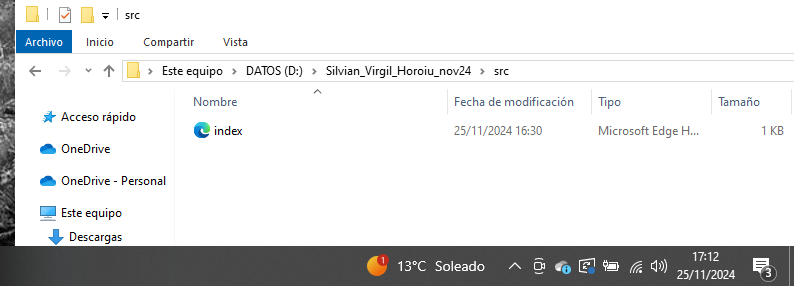 src
Archivo Inicio Compartir Vista
Este equipo DATOS (D:) Silvian_Virgil_Horoiu_nov24 src
Nombre Fecha de modificación Tipo Tamaño
Acceso rápido
index 25/11/2024 16:30 Microsoft Edge H... 1 KB
OneDrive
OneDrive - Personal
Este equipo
Descargas
1
13°C Soleado
17:12
25/11/2024
3